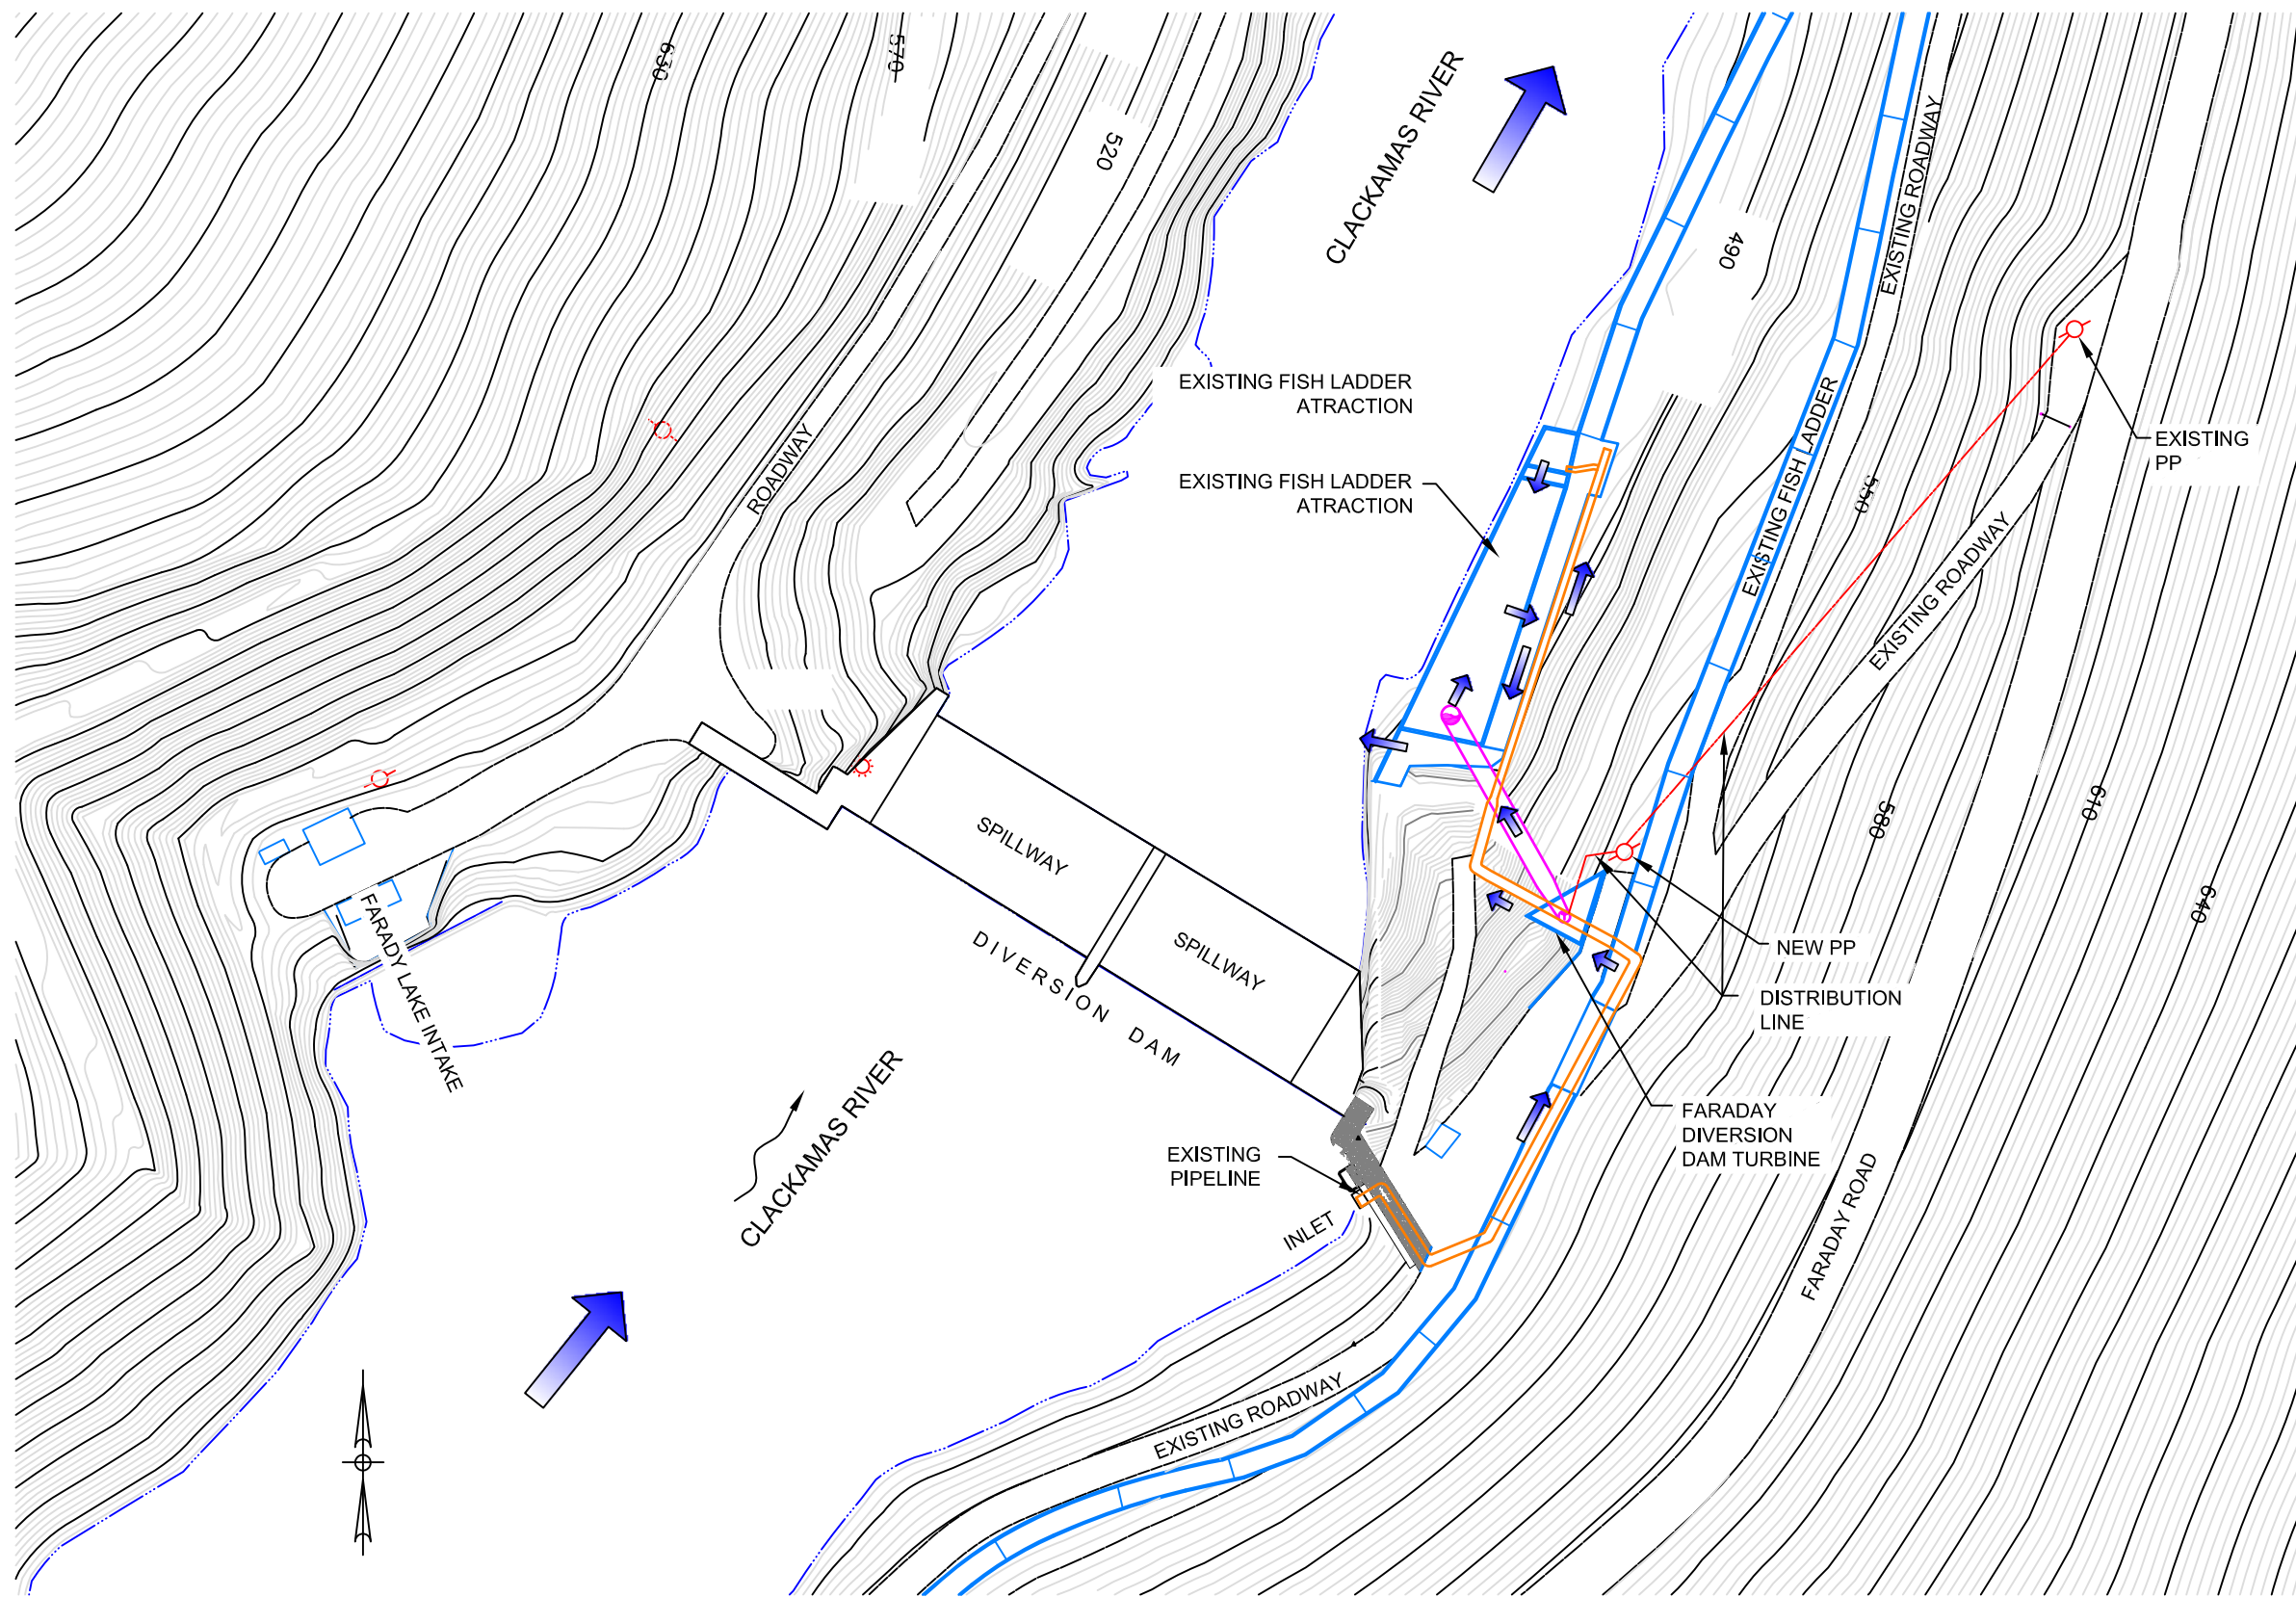 630
570
520
CLACKAMAS RIVER
490
EXISTING ROADWAY
EXISTING FISH LADDER
ATRACTION
EXISTING FISH LADDER
ATRACTION
ROADWAY
EXISTING FISH LADDER
EXISTING
PP
550
EXISTING ROADWAY
SPILLWAY
SPILLWAY
DIVERSION DAM
580
610
640
FARADY LAKE INTAKE
NEW PP
DISTRIBUTION
LINE
CLACKAMAS RIVER
EXISTING
PIPELINE
INLET
FARADAY
DIVERSION
DAM TURBINE
FARADAY ROAD
EXISTING ROADWAY